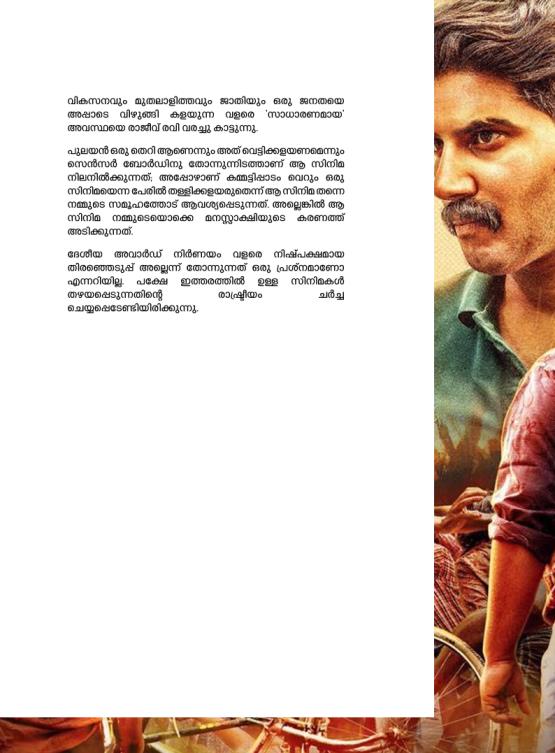 വികസനവും മുതലാളിത്തവും ജാതിയും ഒരു ജനതയെ
അപ്പാടെ വിഴുങ്ങി കളയുന്ന വളരെ 'സാധാരണമായ'
അവസ്ഥയെ രാജീവ് രവി വരച്ചു കാട്ടുന്നു.
പുലയൻ ഒരു തെറി ആണെന്നും അത് വെട്ടിക്കളയണമെന്നും
സെൻസർ ബോർഡിനു തോന്നുന്നിടത്താണ് ആ സിനിമ
നിലനിൽക്കുന്നത്; അപ്പോഴാണ് കമ്മട്ടിപ്പാടം വെറും ഒരു
സിനിമയെന്ന പേരിൽ തള്ളിക്കളയരുതെന്ന് ആ സിനിമ തന്നെ
നമ്മുടെ സമൂഹത്തോട് ആവശ്യപ്പെടുന്നത്. അല്ലെങ്കിൽ ആ
സിനിമ നമ്മുടെയൊക്കെ മനസ്സാക്ഷിയുടെ കരണത്ത്
അടിക്കുന്നത്.
ദേശീയ അവാർഡ് നിർണയം വളരെ നിഷ്പക്ഷമായ
തിരഞ്ഞെടുപ്പ് അല്ലെന്ന് തോന്നുന്നത് ഒരു പ്രശ്നമാണോ
എന്നറിയില്ല. പക്ഷേ ഇത്തരത്തിൽ ഉള്ള സിനിമകൾ
തഴയപ്പെടുന്നതിന്റെ രാഷ്ട്രീയം ചർച്ച
ചെയ്യപ്പെടേണ്ടിയിരിക്കുന്നു.